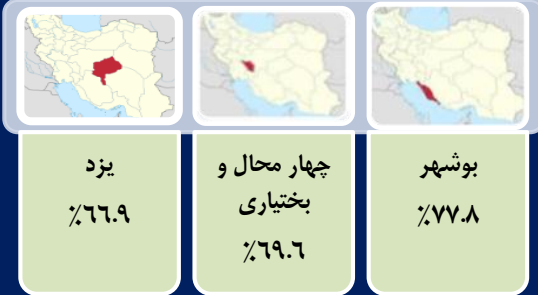 بوشهر
٪۷۷.۸
چهار محال و
بختیاری
٪۶۹.۶
یزد
٪۶۶.۹